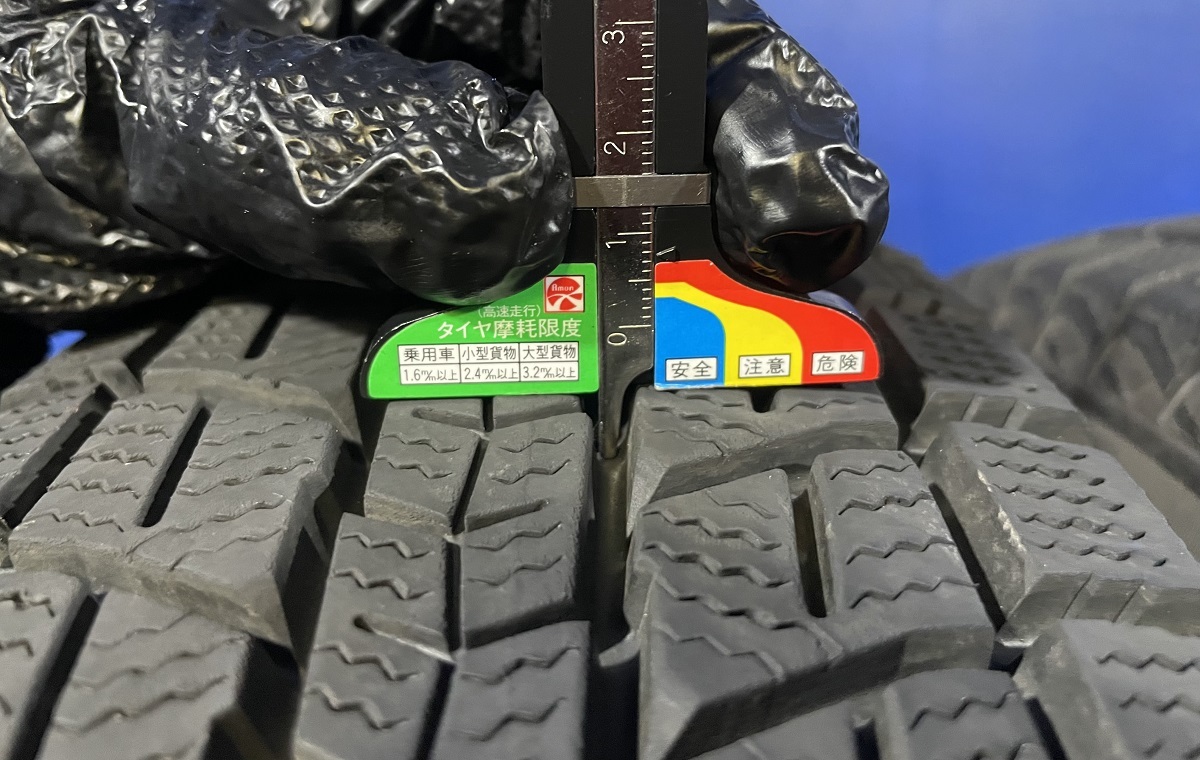 3
2
1
0
Amon
(高速走行)
タイヤ摩耗限度
乗用車 小型貨物 大型貨物
1.6㎜以上 2.4㎜以上 3.2㎜以上
安全 注意 危険